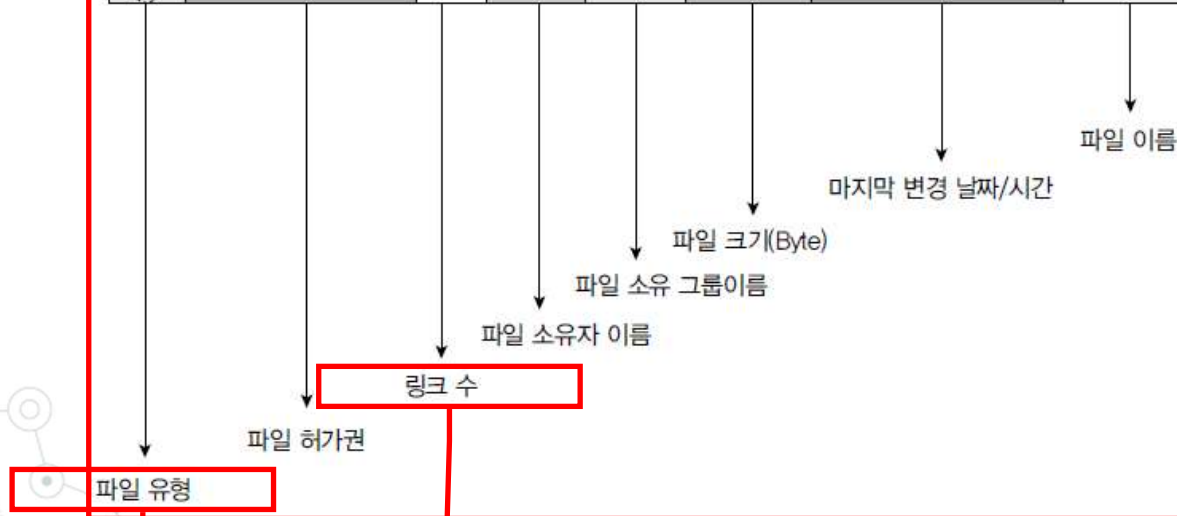 파일 이름
마지막 변경 날짜/시간
파일 크기(Byte)
파일 소유 그룹이름
파일 소유자 이름
링크 수
파일 허가권
파일 유형